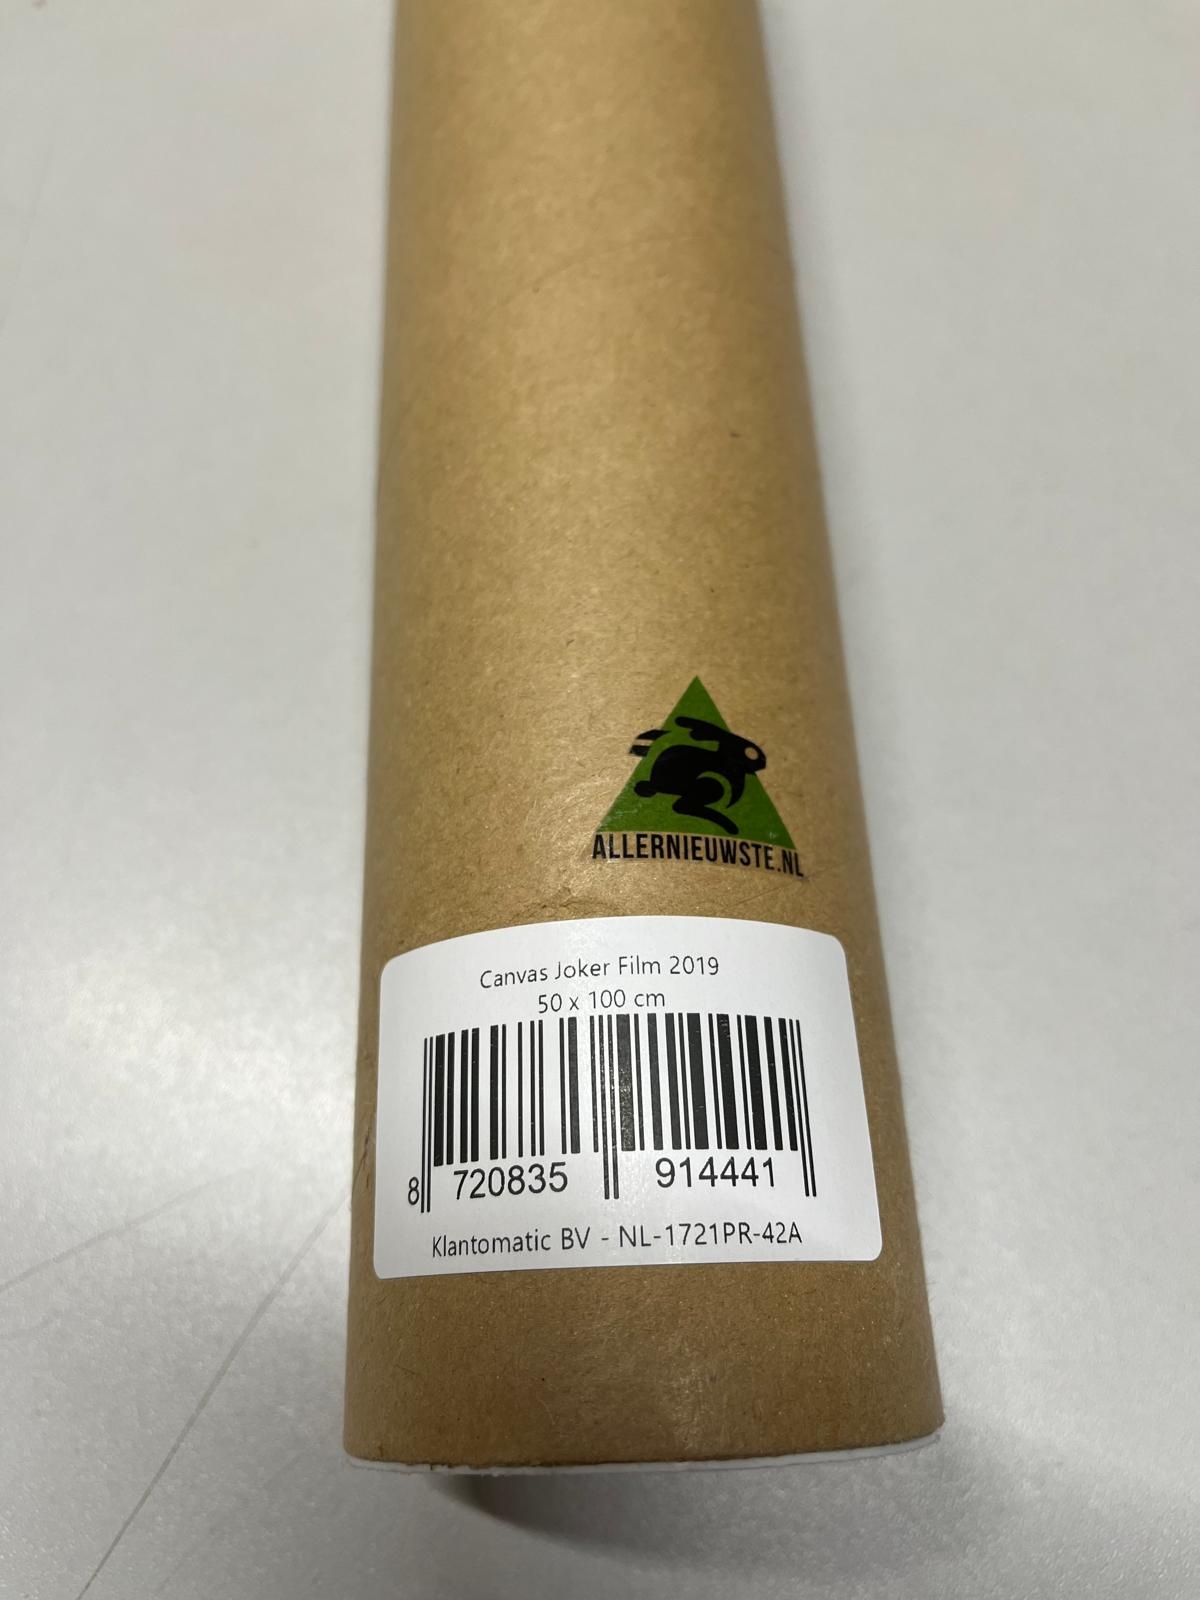 ALLERNIEUWSTE.NL
Canvas Joker Film 2019
50 x 100 cm
8 720835 914441
Klantomatic BV - NL-1721PR-42A